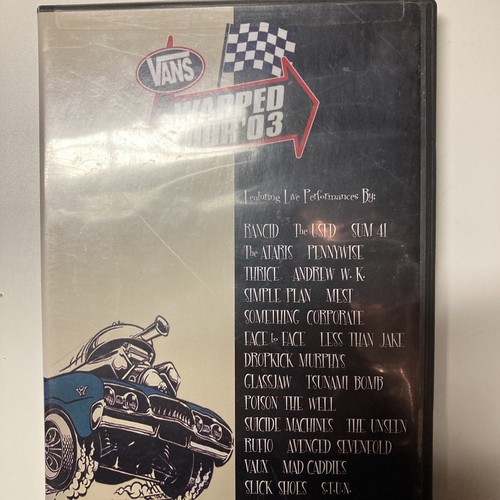 VANS
WARPED
TOUR '03
Featuring Live Performances By:
RANCID The USED SUM 41
The ATARIS PENNYWISE
THRICE ANDREW W. K.
SIMPLE PLAN MEST
SOMETHING CORPORATE
FACE to FACE LESS THAN JAKE
DROPKICK MURPHYS
GLASSJAW TSUNAMI BOMB
POISON THE WELL
SUICIDE MACHINES THE UNSEEN
RUFIO AVENGED SEVENFOLD
VAUX MAD CADDIES
SLICK SHOES S.T.U.N.